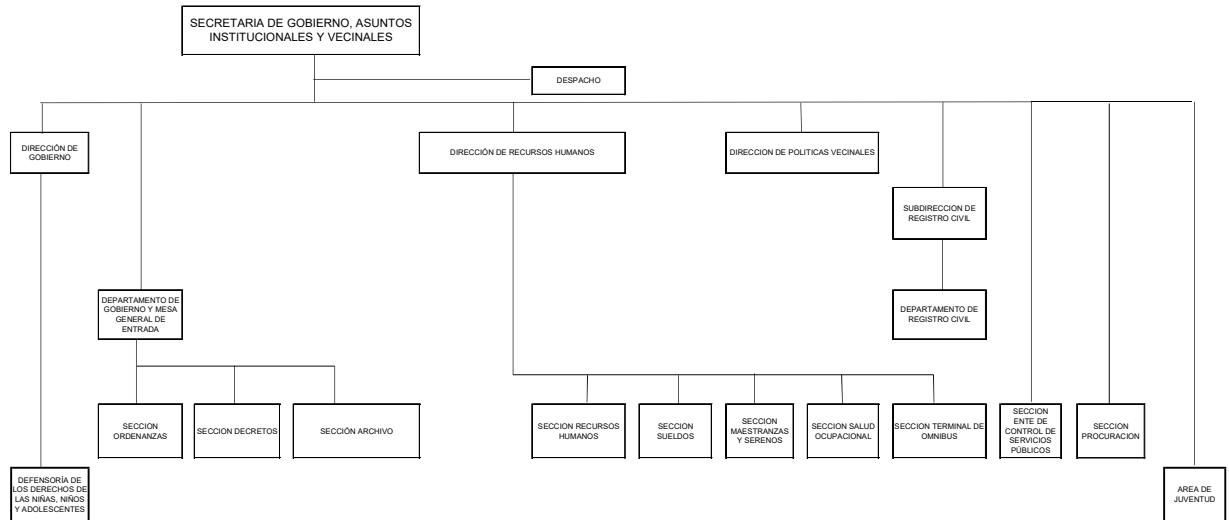 SECRETARIA DE GOBIERNO, ASUNTOS
INSTITUCIONALES Y VECINALES
DESPACHO
DIRECCIÓN DE
GOBIERNO
DIRECCIÓN DE RECURSOS HUMANOS
DIRECCION DE POLITICAS VECINALES
SUBDIRECCION DE
REGISTRO CIVIL
DEPARTAMENTO DE
GOBIERNO Y MESA
GENERAL DE
ENTRADA
DEPARTAMENTO DE
REGISTRO CIVIL
SECCION
ORDENANZAS
SECCION DECRETOS
SECCIÓN ARCHIVO
SECCION RECURSOS
HUMANOS
SECCION
SUELDOS
SECCION
MAESTRANZAS
Y SERENOS
SECCION SALUD
OCUPACIONAL
SECCION TERMINAL DE
OMNIBUS
SECCION
ENTE DE
CONTROL DE
SERVICIOS
PÚBLICOS
SECCION
PROCURACION
DEFENSORÍA DE
LOS DERECHOS DE
LAS NIÑAS, NIÑOS
Y ADOLESCENTES
AREA DE
JUVENTUD